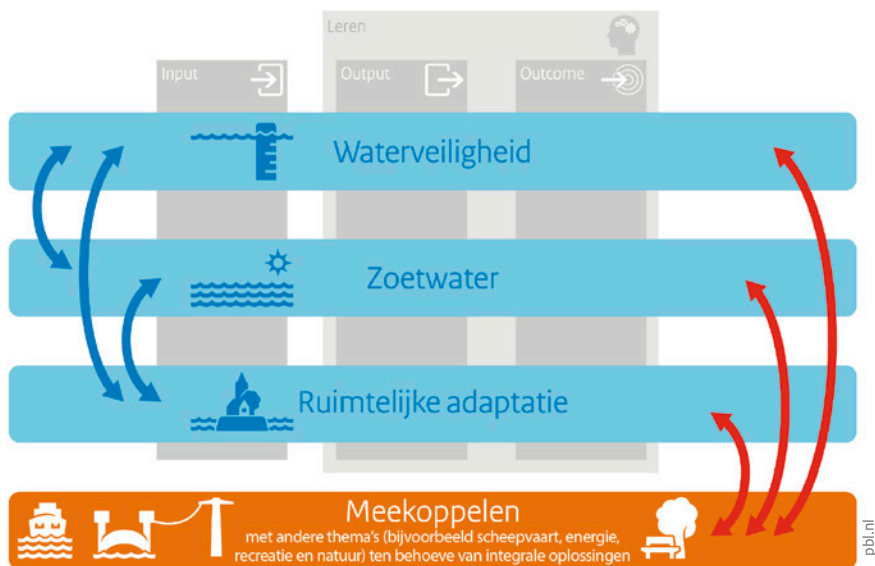 Leren
Input
Output
Outcome
Waterveiligheid
Zoetwater
Ruimtelijke adaptatie
Meekoppelen
met andere thema's (bijvoorbeeld scheepvaart, energie,
recreatie en natuur) ten behoeve van integrale oplossingen
pbl.nl